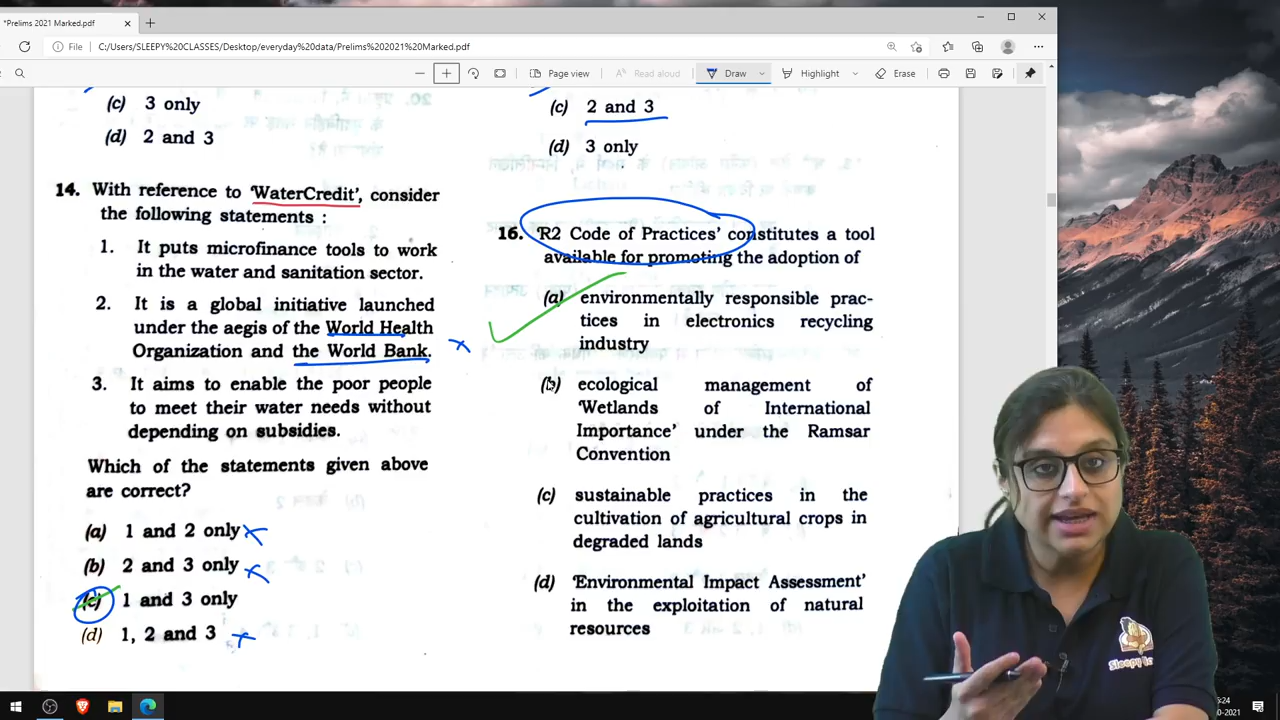 *Prelims 2021 Marked.pdf
File
C:/Users/SLEEPY%20CLASSES/Desktop/everyday%20data/Prelims%202021%20Marked.pdf
Page view
Read aloud
Draw
Highlight
Erase
(c) 3 only
(d) 2 and 3
14. With reference to 'WaterCredit', consider
the following statements :
1. It puts microfinance tools to work
in the water and sanitation sector.
2. It is a global initiative launched
under the aegis of the World Health
Organization and the World Bank.
3. It aims to enable the poor people
to meet their water needs without
depending on subsidies.
Which of the statements given above
are correct?
(a) 1 and 2 only
(b) 2 and 3 only
(c) 1 and 3 only
(d) 1, 2 and 3
(c) 2 and 3
(d) 3 only
16. 'R2 Code of Practices' constitutes a tool
available for promoting the adoption of
(a) environmentally responsible prac-
tices in electronics recycling
industry
(b) ecological management of
'Wetlands of International
Importance' under the Ramsar
Convention
(c) sustainable practices in the
cultivation of agricultural crops in
degraded lands
(d) 'Environmental Impact Assessment'
in the exploitation of natural
resources